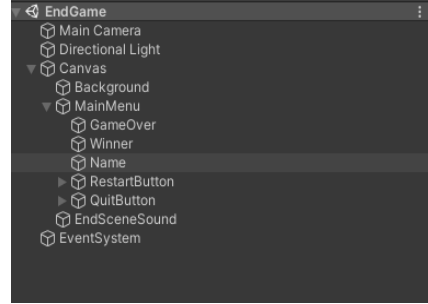 EndGame
Main Camera
Directional Light
Canvas
Background
MainMenu
GameOver
Winner
Name
RestartButton
QuitButton
EndSceneSound
EventSystem